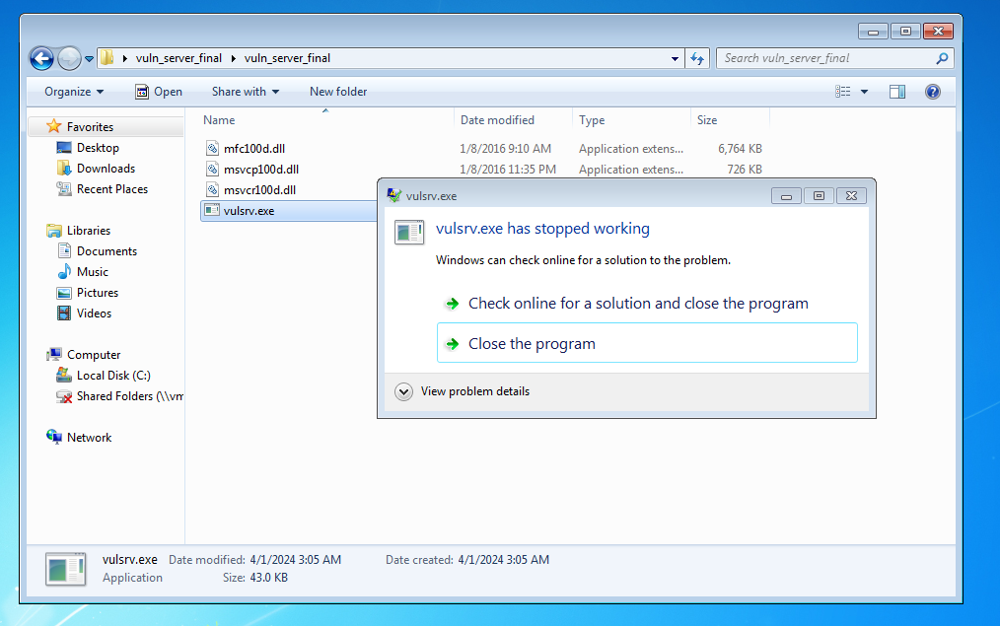 vuln_server_final vuln_server_final
Search vuln_server_final
Organize Open Share with New folder
Name Date modified Type Size
Favorites
Desktop
Downloads
Recent Places
Libraries
Documents
Music
Pictures
Videos
Computer
Local Disk (C:)
Shared Folders (\\vm
Network
mfc100d.dll 1/8/2016 9:10 AM Application extens... 6,764 KB
msvcp100d.dll 1/8/2016 11:35 PM Application extens... 726 KB
msvcr100d.dll
vulsrv.exe
vulsrv.exe
vulsrv.exe has stopped working
Windows can check online for a solution to the problem.
Check online for a solution and close the program
Close the program
View problem details
vulsrv.exe Date modified: 4/1/2024 3:05 AM Date created: 4/1/2024 3:05 AM
Application Size: 43.0 KB